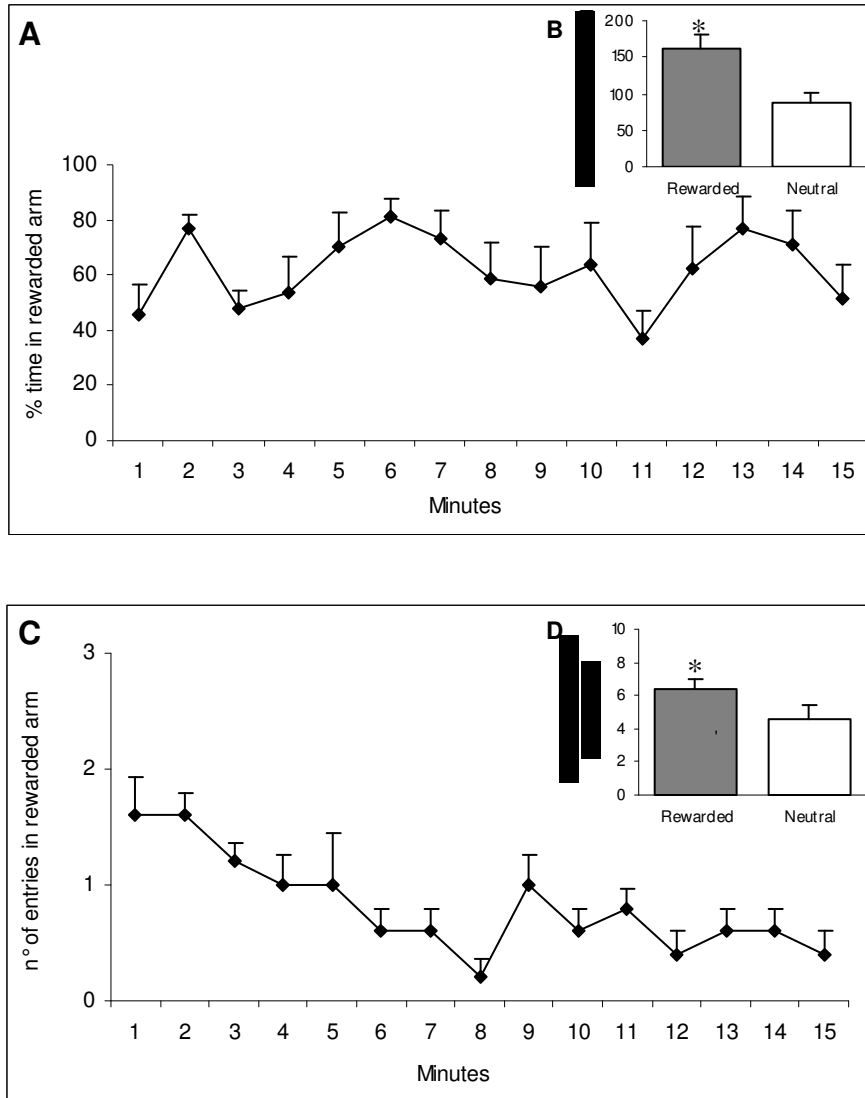 A
B
200
150
100
50
0
*
Rewarded Neutral
100
80
60
40
20
0
% time in rewarded arm
1 2 3 4 5 6 7 8 9 10 11 12 13 14 15
Minutes
C
D
10
8
6
4
2
0
*
Rewarded Neutral
3
2
1
0
n° of entries in rewarded arm
1 2 3 4 5 6 7 8 9 10 11 12 13 14 15
Minutes